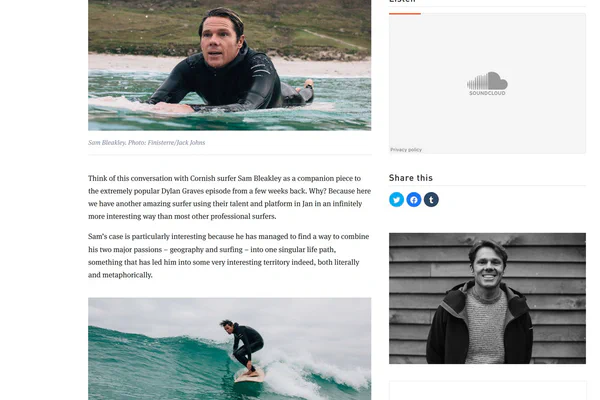 Listen
SOUNDCLOUD
Privacy policy
Sam Bleakley. Photo: Finisterre/Jack Johns
Think of this conversation with Cornish surfer Sam Bleakley as a companion piece to
the extremely popular Dylan Graves episode from a few weeks back. Why? Because here
we have another amazing surfer using their talent and platform in Jan in an infinitely
more interesting way than most other professional surfers.
Sam’s case is particularly interesting because he has managed to find a way to combine
his two major passions – geography and surfing – into one singular life path,
something that has led him into some very interesting territory indeed, both literally
and metaphorically.
Share this